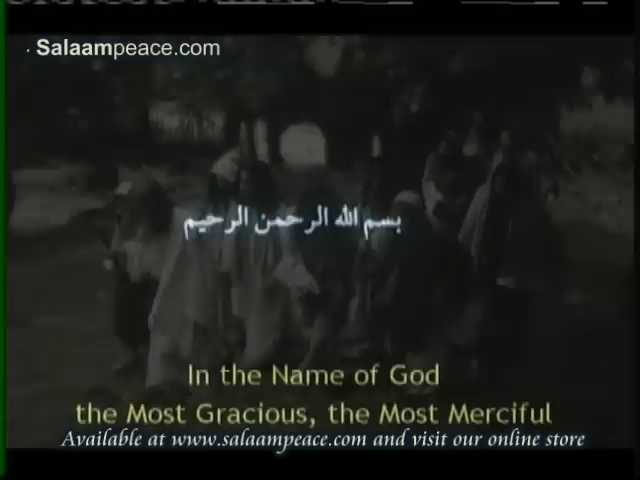 Salaampeace.com
بسم الله الرحمن الرحيم
In the Name of God
the Most Gracious, the Most Merciful
Available at www.salaampeace.com and visit our online store